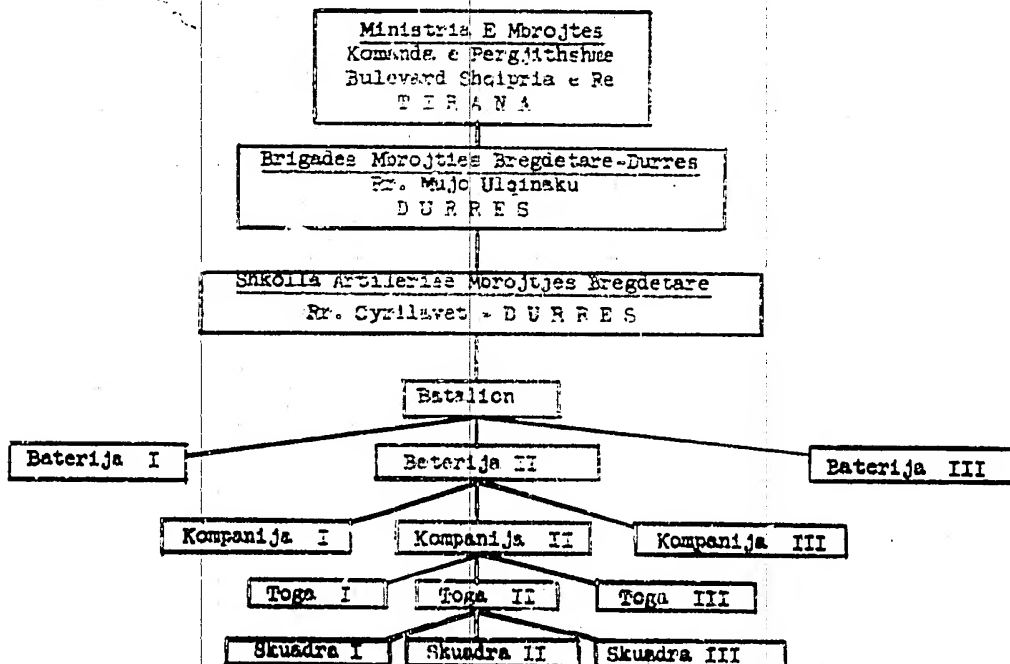 Ministria E Mbrojtes
Komanda e Pergjithshme
Bulevard Shqipria e Re
T E R A N A
Brigades Mbrojties Bregdetare-Durres
Rr. Mujo Ulqinaku
D U R R E S
Shkolla Artilerise Mbrojtjes Bregdetare
Rr. Cyrilavet - D U R R E S
Batalion
Baterija I
Baterija II
Baterija III
Kompanija I
Kompanija II
Kompanija III
Toga I
Toga II
Toga III
Skuadra I
Skuadra II
Skuadra III